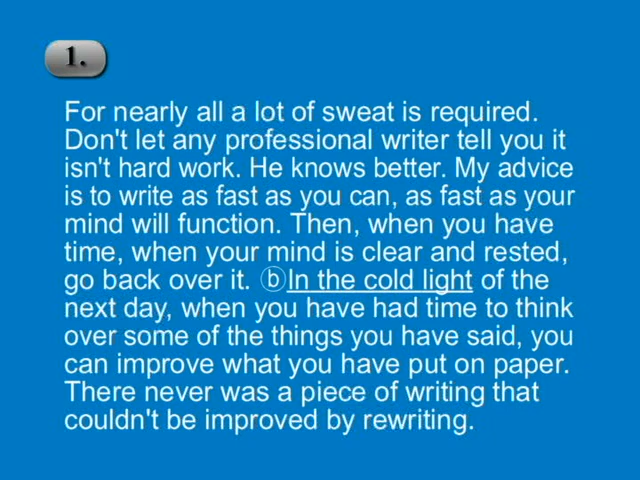 1.
For nearly all a lot of sweat is required.
Don't let any professional writer tell you it
isn't hard work. He knows better. My advice
is to write as fast as you can, as fast as your
mind will function. Then, when you have
time, when your mind is clear and rested,
go back over it. ⓑIn the cold light of the
next day, when you have had time to think
over some of the things you have said, you
can improve what you have put on paper.
There never was a piece of writing that
couldn't be improved by rewriting.